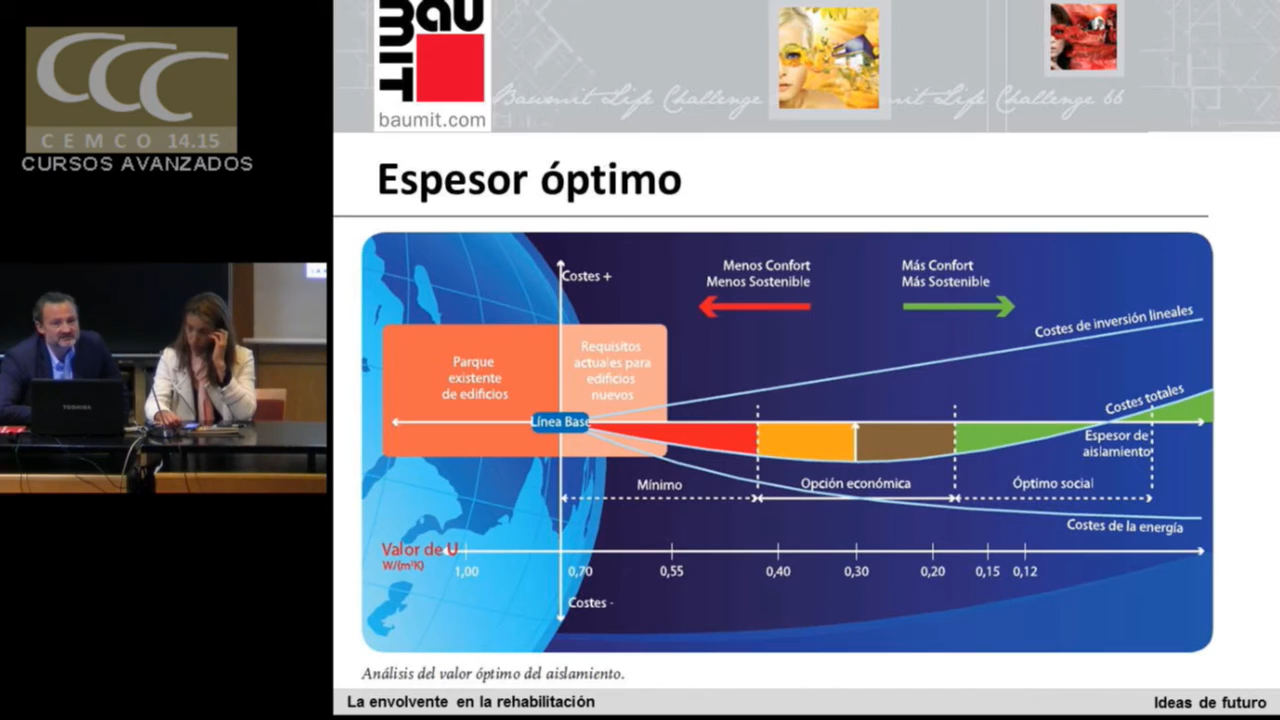 CCC
CEMCO 14.15
CURSOS AVANZADOS
bau
MIT
baumit.com
Baumit Life Challenge
mit Life Challenge 66
Espesor óptimo
Costes +
Menos Confort
Menos Sostenible
Más Confort
Más Sostenible
Costes de inversión lineales
Parque
existente
de edificios
Requisitos
actuales para
edificios
nuevos
Costes totales
Línea Base
Espesor de
aislamiento
Mínimo
Opción económica
Óptimo social
Costes de la energía
Valor de U
W/(m²K)
1,00
0,70
0,55
0,40
0,30
0,20
0,15
0,12
Costes -
Análisis del valor óptimo del aislamiento.
La envolvente en la rehabilitación
Ideas de futuro
TOSHIBA